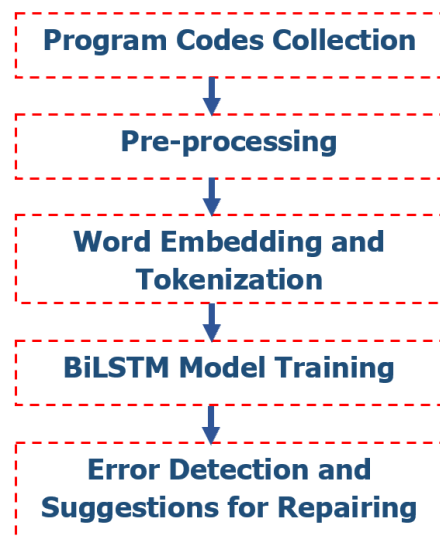 Program Codes Collection
Pre-processing
Word Embedding and
Tokenization
BiLSTM Model Training
Error Detection and
Suggestions for Repairing